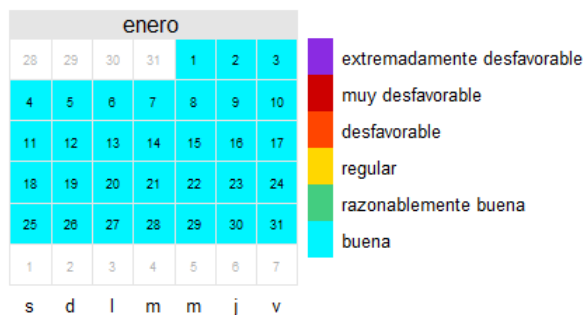 enero
28 29 30 31 1 2 3
4 5 6 7 8 9 10
11 12 13 14 15 16 17
18 19 20 21 22 23 24
25 26 27 28 29 30 31
1 2 3 4 5 6 7
s d l m m j v
extremadamente desfavorable
muy desfavorable
desfavorable
regular
razonablemente buena
buena